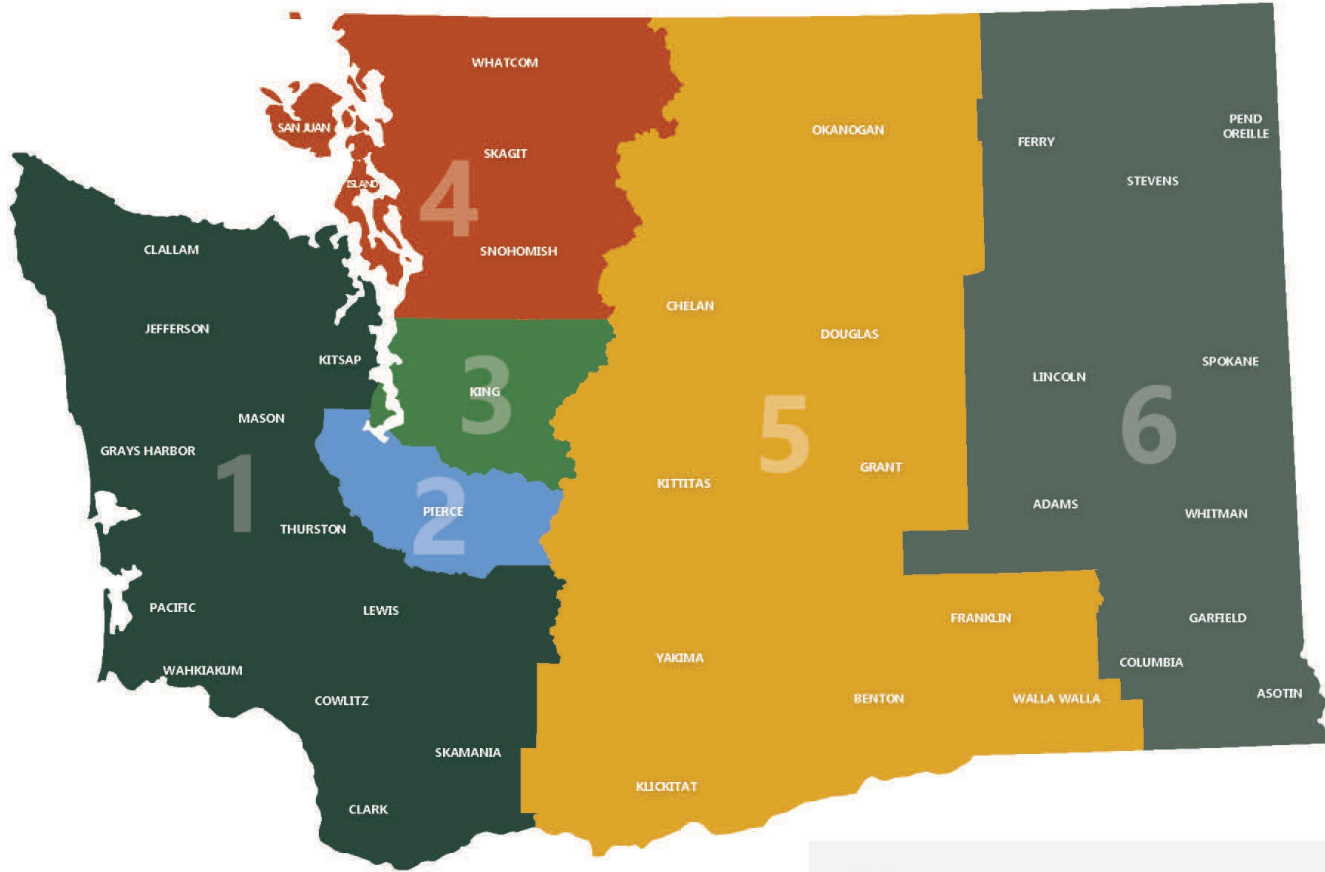 WHATCOM
SAN JUAN
SKAGIT
ISLAND
4
SNOHOMISH
CLALLAM
JEFFERSON
KITSAP
MASON
GRAYS HARBOR
1
THURSTON
PACIFIC
LEWIS
WAHKIAKUM
COWLITZ
SKAMANIA
CLARK
3
KING
2
PIERCE
OKANOGAN
CHELAN
DOUGLAS
5
GRANT
KITTITAS
FRANKLIN
YAKIMA
BENTON
WALLA WALLA
KLICKITAT
PEND
OREILLE
FERRY
STEVENS
SPOKANE
LINCOLN
6
ADAMS
WHITMAN
GARFIELD
COLUMBIA
ASOTIN